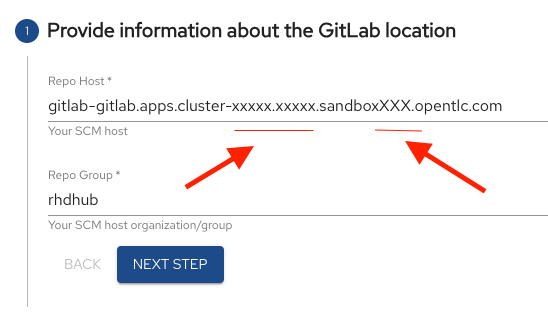 1 Provide information about the GitLab location
Repo Host *
gitlab-gitlab.apps.cluster-xxxxx.xxxxx.sandboxXXX.opentlc.com
Your SCM host
Repo Group *
rhdhub
Your SCM host organization/group
BACK NEXT STEP